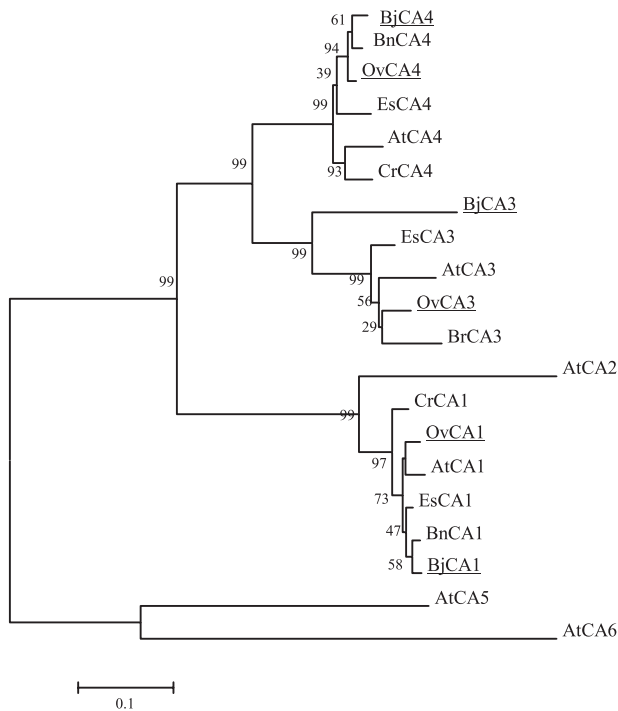 61
BjCA4
BnCA4
94
OvCA4
39
99
EsCA4
AtCA4
93
CrCA4
99
BjCA3
EsCA3
99
AtCA3
99
56
OvCA3
29
BrCA3
99
AtCA2
CrCA1
99
OvCA1
97
AtCA1
73
EsCA1
47
BnCA1
58
BjCA1
AtCA5
AtCA6
0.1